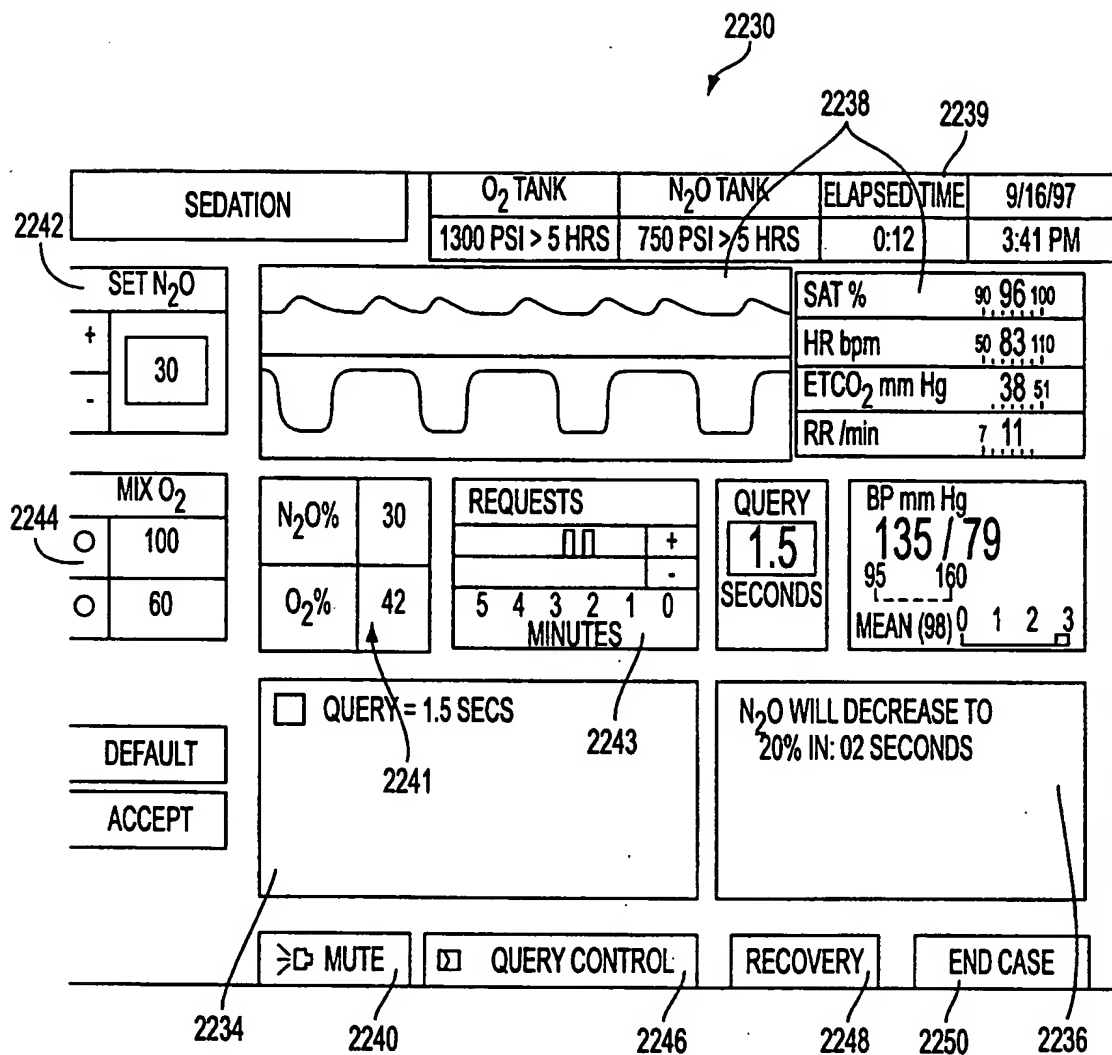 2230
2238
2239
SEDATION
O₂ TANK
N₂O TANK
ELAPSED TIME
9/16/97
1300 PSI > 5 HRS
750 PSI > 5 HRS
0:12
3:41 PM
2242
SET N₂O
+
30
-
SAT % 90 96 100
HR bpm 50 83 110
ETCO₂ mm Hg 38 51
RR /min 7 11
2244
MIX O₂
100
60
N₂O% 30
O₂% 42
REQUESTS
+
-
5 4 3 2 1 0
MINUTES
QUERY
1.5
SECONDS
BP mm Hg
135 / 79
95 160
MEAN (98) 0 1 2 3
DEFAULT
ACCEPT
QUERY = 1.5 SECS
2241
2243
N₂O WILL DECREASE TO
20% IN: 02 SECONDS
MUTE
QUERY CONTROL
RECOVERY
END CASE
2234
2240
2246
2248
2250
2236